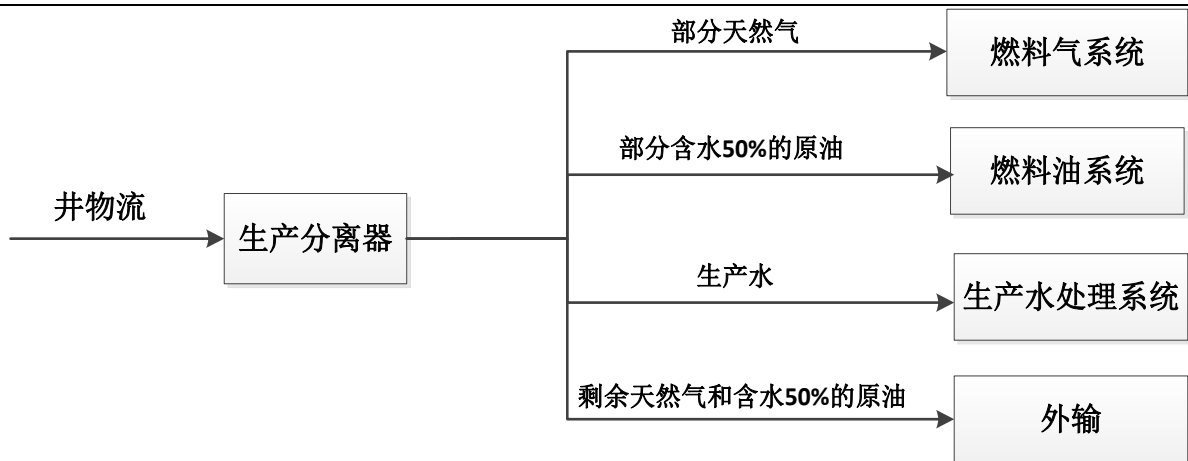 部分天然气
燃料气系统
部分含水50%的原油
燃料油系统
井物流
生产分离器
生产水
生产水处理系统
剩余天然气和含水50%的原油
外输